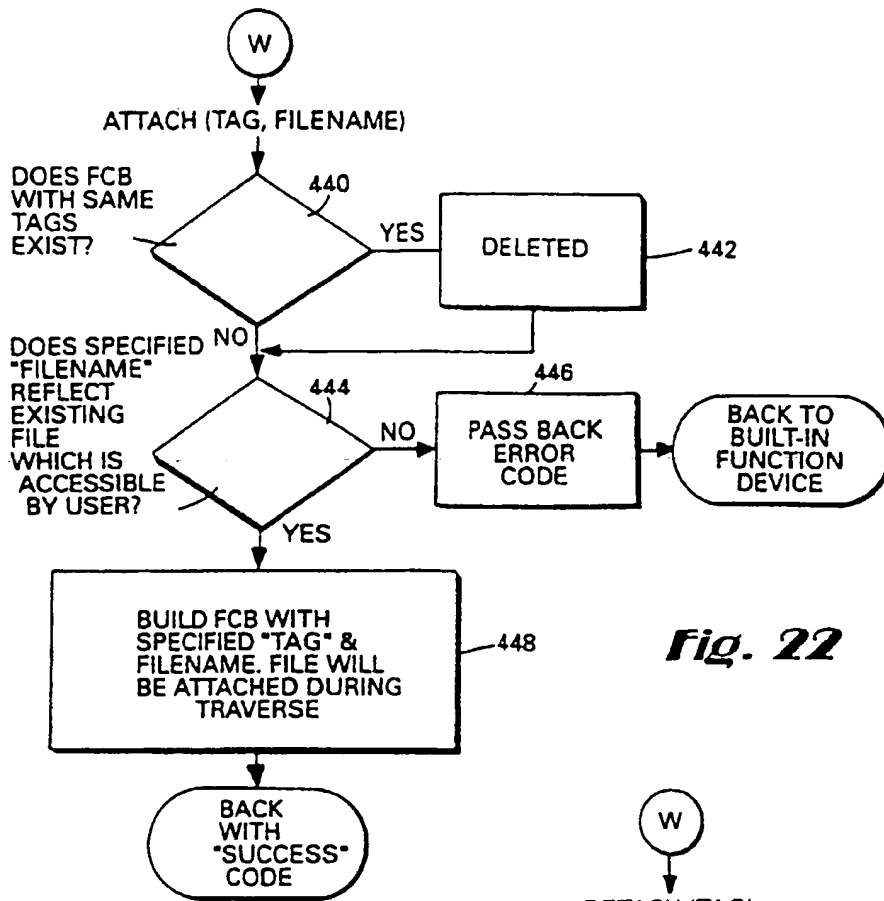 W
ATTACH (TAG, FILENAME)
DOES FCB
WITH SAME
TAGS
EXIST?
440
YES
DELETED
442
NO
DOES SPECIFIED
"FILENAME"
REFLECT
EXISTING
FILE
WHICH IS
ACCESSIBLE
BY USER?
444
NO
446
PASS BACK
ERROR
CODE
BACK TO
BUILT-IN
FUNCTION
DEVICE
YES
BUILD FCB WITH
SPECIFIED "TAG" &
FILENAME. FILE WILL
BE ATTACHED DURING
TRAVERSE
448
Fig. 22
BACK
WITH
"SUCCESS"
CODE
W